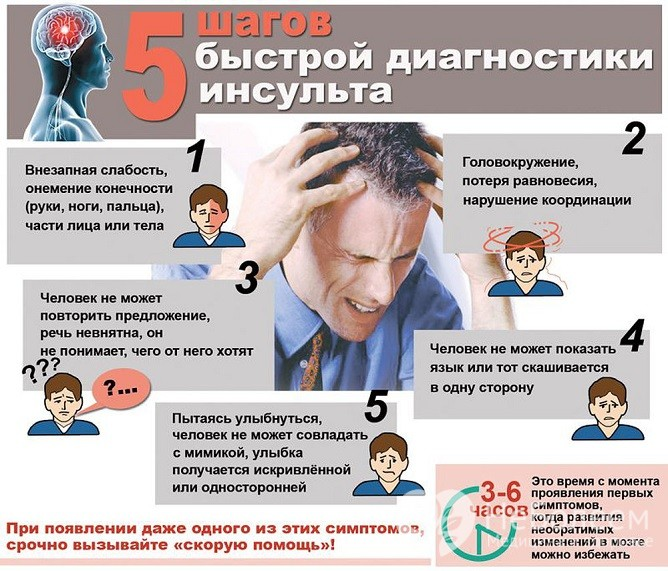 5 шагов
быстрой диагностики
инсульта
1
Внезапная слабость,
онемение конечности
(руки, ноги, пальца),
части лица или тела
2
Головокружение,
потеря равновесия,
нарушение координации
3
Человек не может
повторить предложение,
речь невнятна, он
не понимает, чего от него хотят
???
?...
4
Человек не может показать
язык или тот скашивается
в одну сторону
5
Пытаясь улыбнуться,
человек не может совладать
с мимикой, улыбка
получается искривлённой
или односторонней
При появлении даже одного из этих симптомов,
срочно вызывайте «скорую помощь»!
3-6
часов
Это время с момента
проявления первых
симптомов,
когда развития
необратимых
изменений в мозге
можно избежать